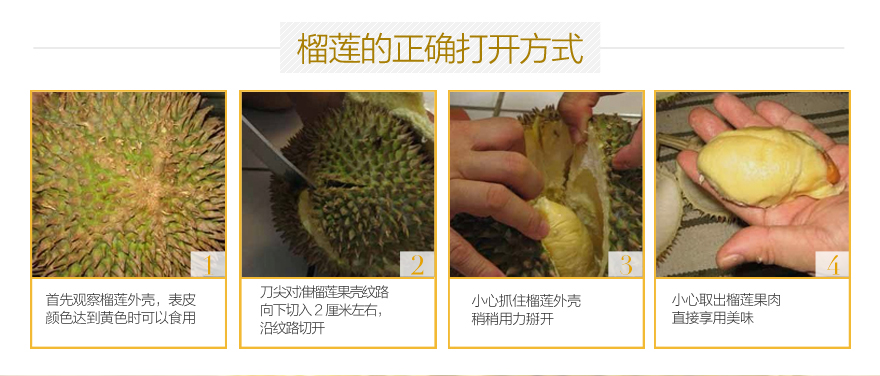 榴莲的正确打开方式
1
首先观察榴莲外壳，表皮
颜色达到黄色时可以食用
2
刀尖对准榴莲果壳纹路
向下切入2厘米左右，
沿纹路切开
3
小心抓住榴莲外壳
稍稍用力掰开
4
小心取出榴莲果肉
直接享用美味